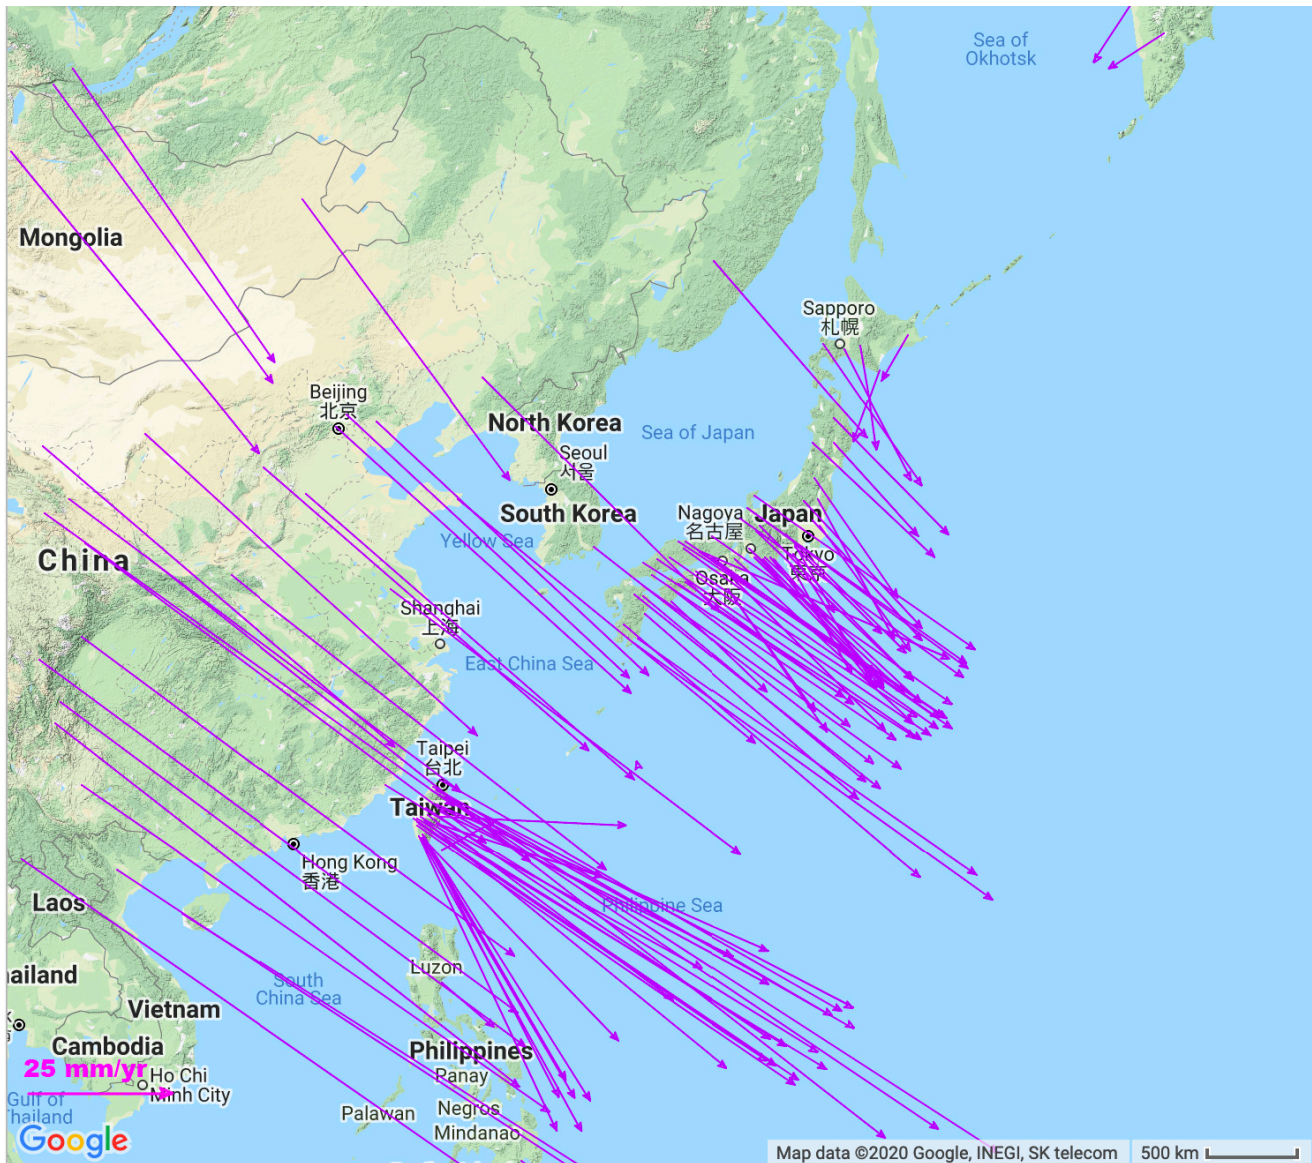 Sea of
Okhotsk
Mongolia
Sapporo
札幌
Beijing
北京
North Korea
Sea of Japan
Seoul
서울
South Korea
Nagoya
名古屋
Japan
Yellow Sea
Tokyo
東京
China
Osaka
大阪
Shanghai
上海
East China Sea
Taipei
台北
Taiwan
Hong Kong
香港
Laos
Philippine Sea
Luzon
hailand
South
China Sea
Vietnam
Cambodia
Philippines
25 mm/yr
Ho Chi
Minh City
Panay
Gulf of
Thailand
Palawan
Negros
Mindanao
Google
Map data ©2020 Google, INEGI, SK telecom
500 km